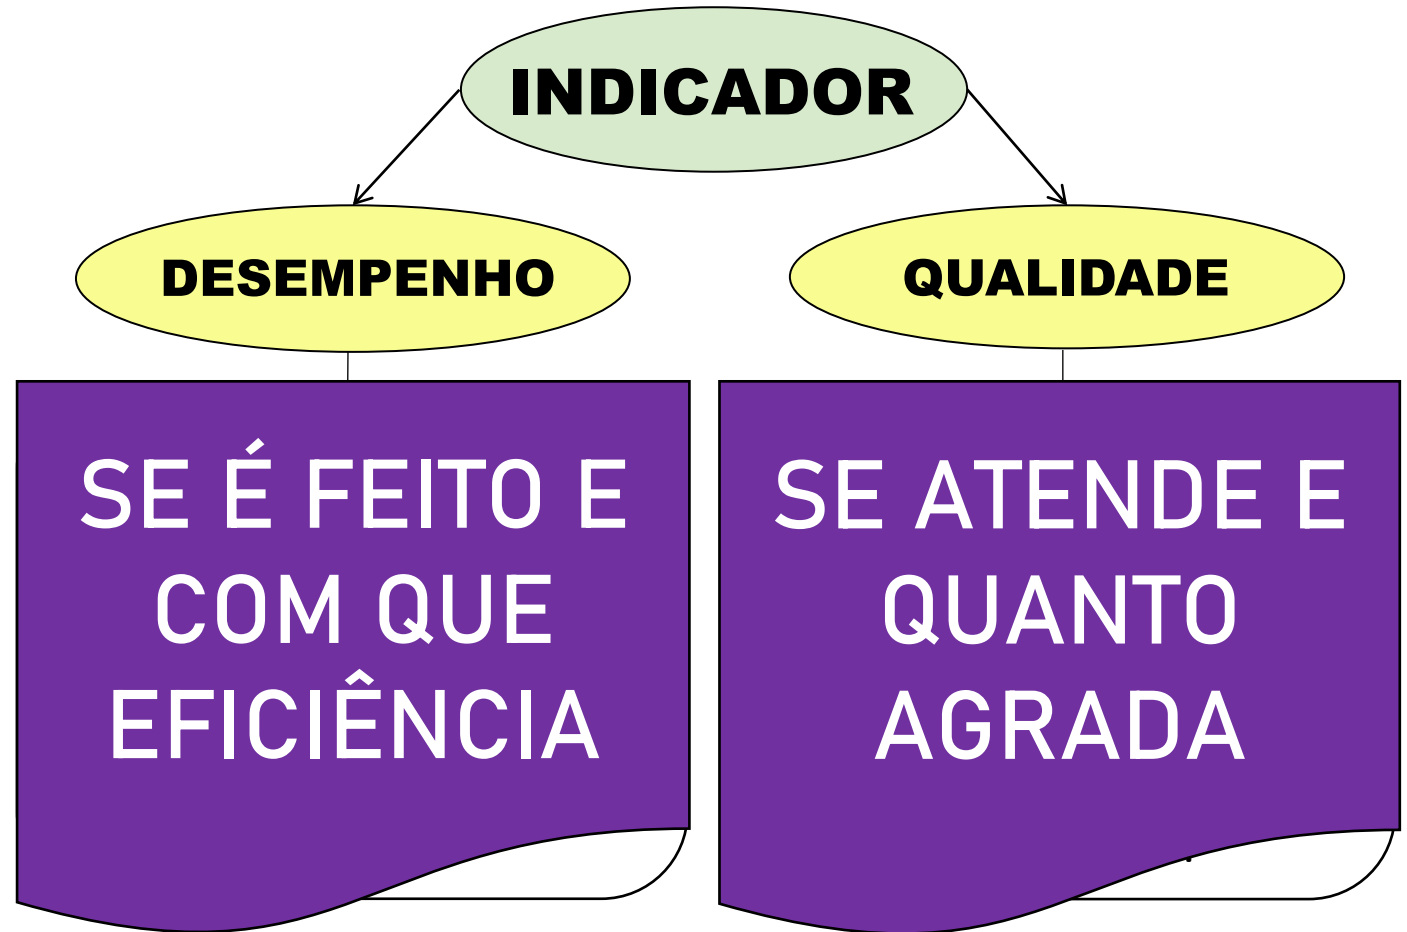 INDICADOR
DESEMPENHO
QUALIDADE
SE É FEITO E
COM QUE
EFICIÊNCIA
SE ATENDE E
QUANTO
AGRADA